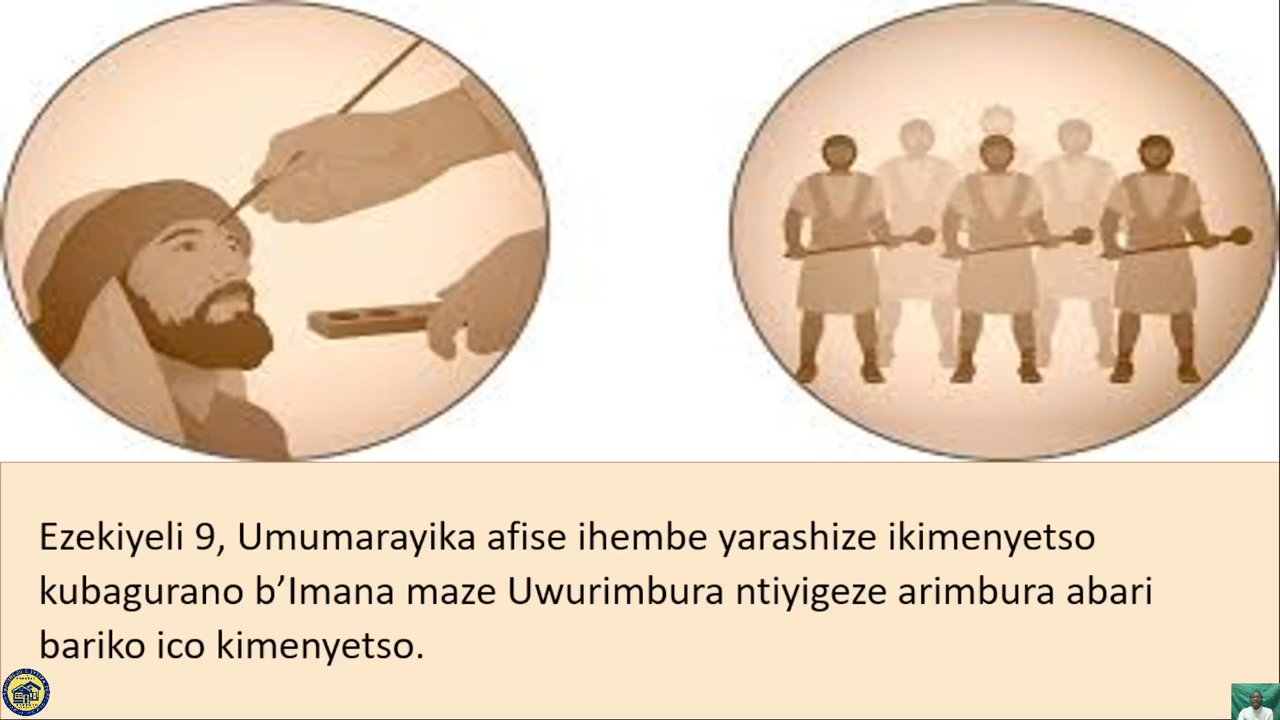 Ezekiyeli 9, Umumarayika afise ihembe yarashize ikimenyetso
kubagurano b’Imana maze Uwurimbura ntiyigeze arimbura abari
bariko ico kimenyetso.